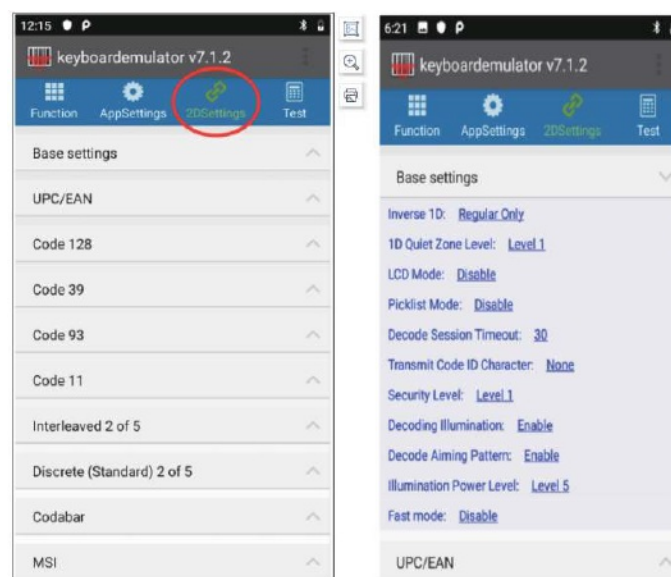 12:15
keyboardemulator v7.1.2
Function AppSettings 2DSettings Test
Base settings
UPC/EAN
Code 128
Code 39
Code 93
Code 11
Interleaved 2 of 5
Discrete (Standard) 2 of 5
Codabar
MSI
6:21
keyboardemulator v7.1.2
Function AppSettings 2DSettings Test
Base settings
Inverse 1D: Regular Only
1D Quiet Zone Level: Level 1
LCD Mode: Disable
Picklist Mode: Disable
Decode Session Timeout: 30
Transmit Code ID Character: None
Security Level: Level 1
Decoding Illumination: Enable
Decode Aiming Pattern: Enable
Illumination Power Level: Level 5
Fast mode: Disable
UPC/EAN